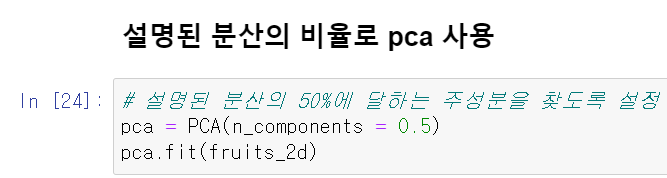 설명된 분산의 비율로 pca 사용
In [24]: # 설명된 분산의 50%에 달하는 주성분을 찾도록 설정
pca = PCA(n_components = 0.5)
pca.fit(fruits_2d)